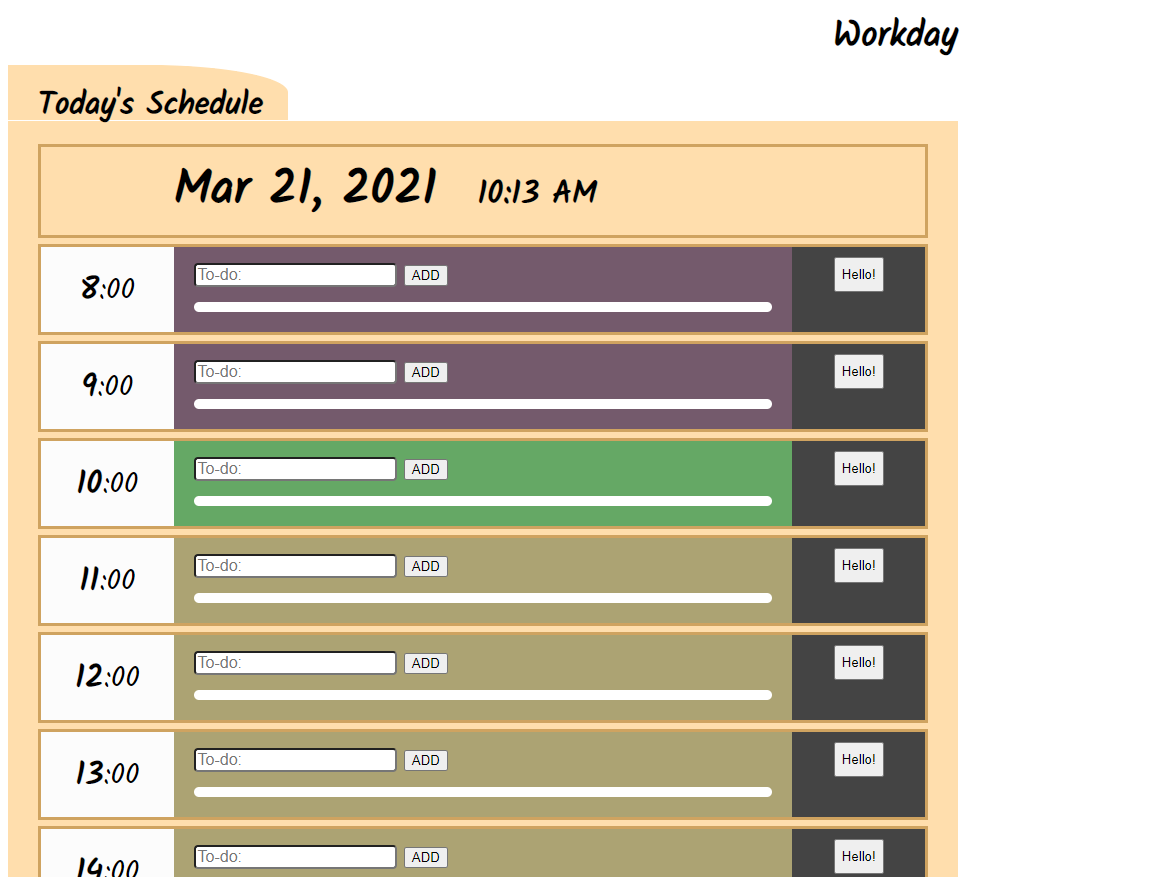 Workday
Today's Schedule
Mar 21, 2021 10:13 AM
8:00 To-do: ADD Hello!
9:00 To-do: ADD Hello!
10:00 To-do: ADD Hello!
11:00 To-do: ADD Hello!
12:00 To-do: ADD Hello!
13:00 To-do: ADD Hello!
14:00 To-do: ADD Hello!